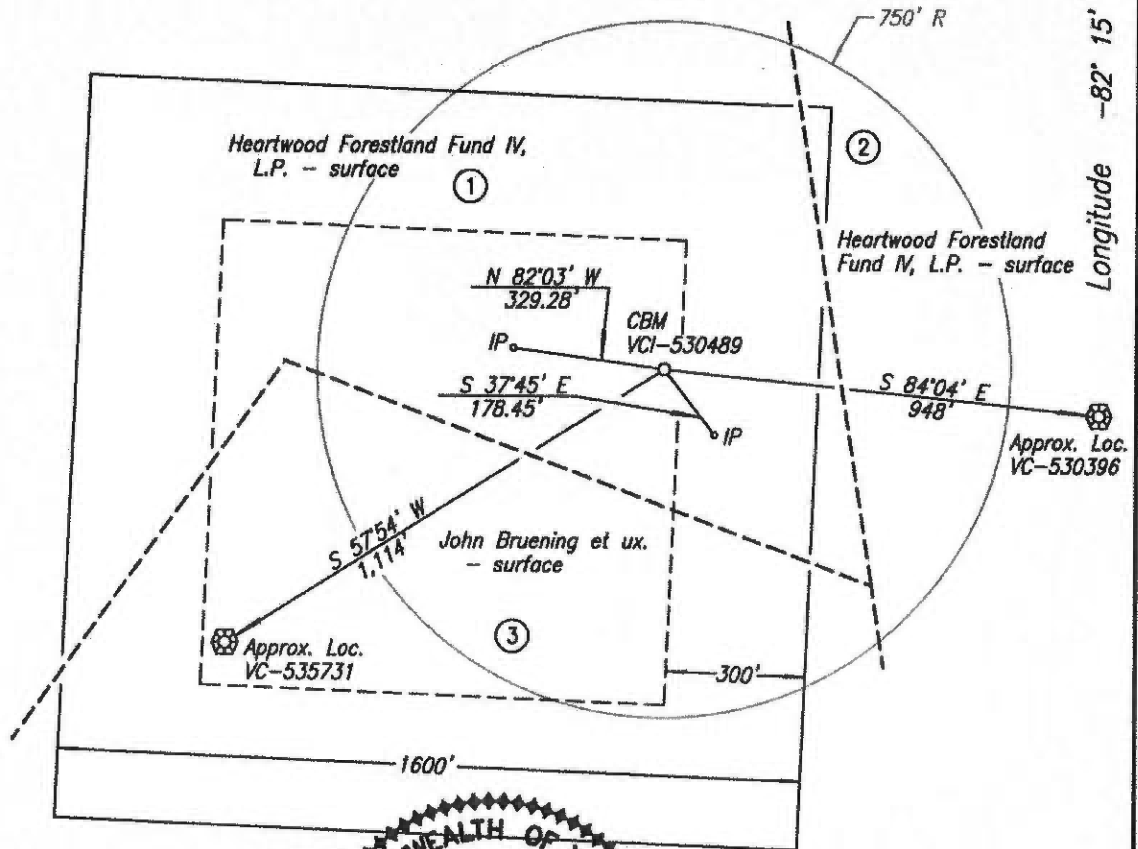 750' R
Longitude -82° 15'
Heartwood Forestland Fund IV,
L.P. - surface
1
2
Heartwood Forestland
Fund IV, L.P. - surface
N 82°03' W
329.28'
CBM
VCI-530489
IP
S 37°45' E
178.45'
IP
S 84°04' E
948'
Approx. Loc.
VC-530396
S 57°54' W
1,114'
John Bruening et ux.
- surface
3
Approx. Loc.
VC-535731
300'
1600'
WEALTH OF